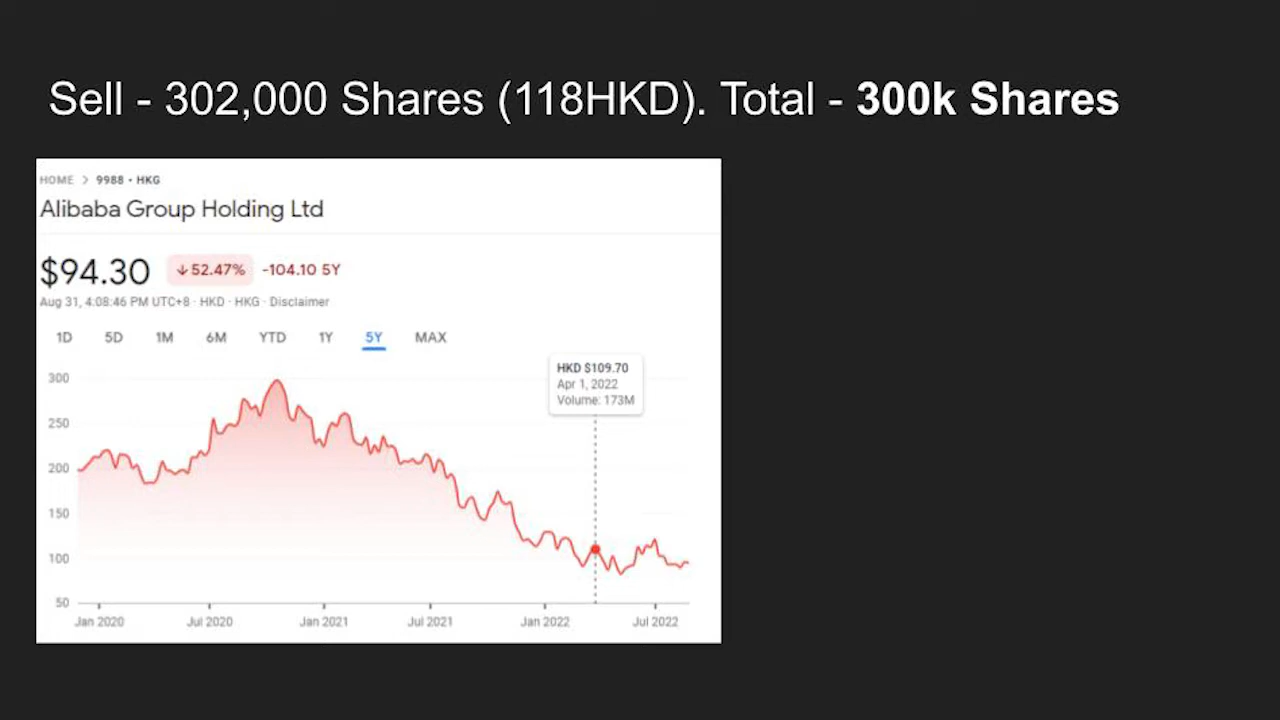 Sell - 302,000 Shares (118HKD). Total - 300k Shares
HOME > 9988 • HKG
Alibaba Group Holding Ltd
$94.30 ↓52.47% -104.10 5Y
Aug 31, 4:08:46 PM UTC+8 · HKD · HKG · Disclaimer
1D 5D 1M 6M YTD 1Y 5Y MAX
HKD $109.70
Apr 1, 2022
Volume: 173M
300
250
200
150
100
50
Jan 2020 Jul 2020 Jan 2021 Jul 2021 Jan 2022 Jul 2022